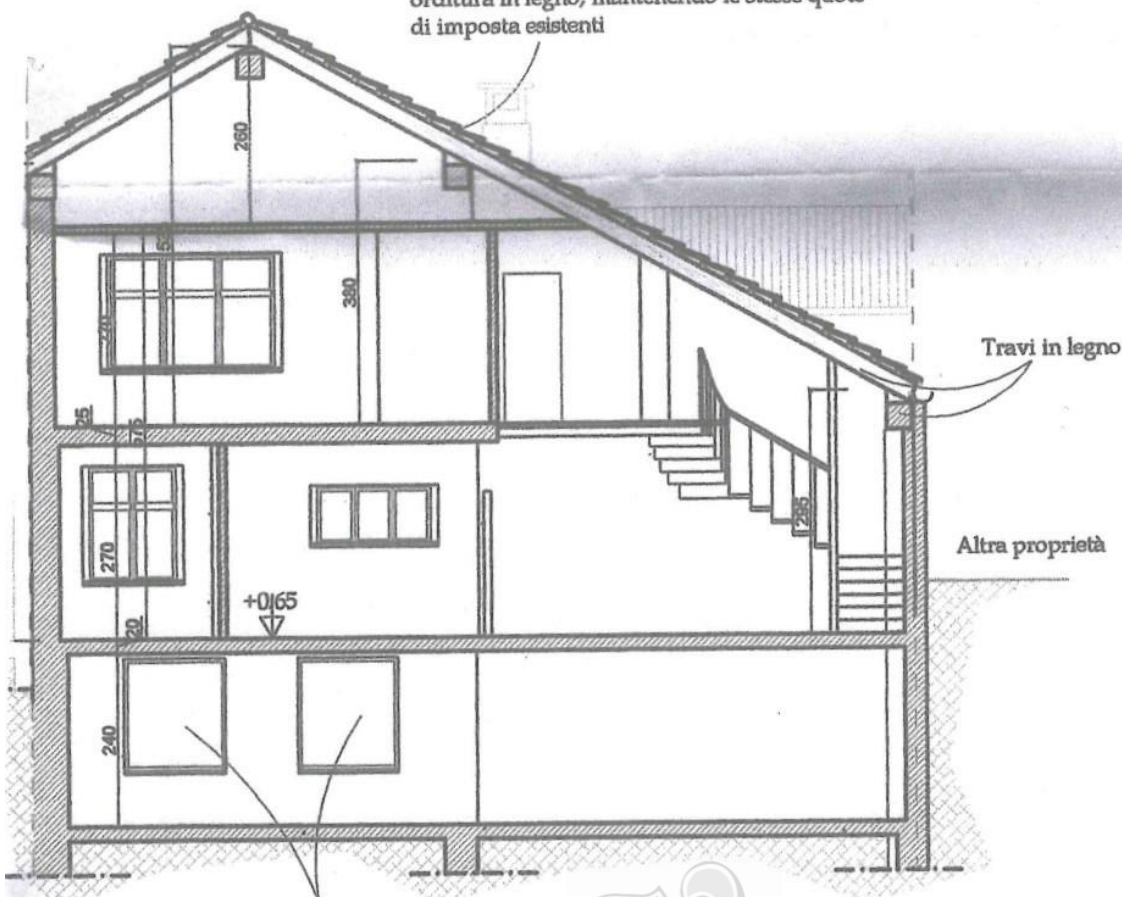 orditura in legno, mantenendo le stesse quote
di imposta esistenti
260
380
Travi in legno
25
295
270
Altra proprietà
+0,65
20
240